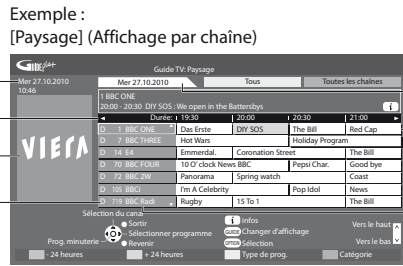 Exemple :
[Paysage] (Affichage par chaîne)
GUIDE Plus+
Guide TV: Paysage
Mer 27.10.2010
10:46
Mer 27.10.2010 Tous Toutes les chaines
1 BBC ONE
20:00 - 20:30 DIY SOS : We open in the Battersbys i
Durée: 19:30 20:00 20:30 21:00
D 1 BBC ONE Das Erste DIY SOS The Bill Red Cap
D 7 BBC THREE Hot Wars Holiday Program
D 14 E4 Emmerdal. Coronation Street The Bill
D 70 BBC FOUR 10 O' clock News BBC Pepsi Char. Good bye
D 72 BBC 2W Panorama Spring watch Coast
D 105 BBCi I'm A Celebrity Pop Idol News
D 719 BBC Radi Rugby 15 To 1 The Bill
VIERA
Sélection du canal
Sortir i infos
Sélectionner programme GUIDE Changer d'affichage Vers le haut
Prog. minuterie Revenir OPTION Sélection Vers le bas
- 24 heures + 24 heures Type de prog. Catégorie